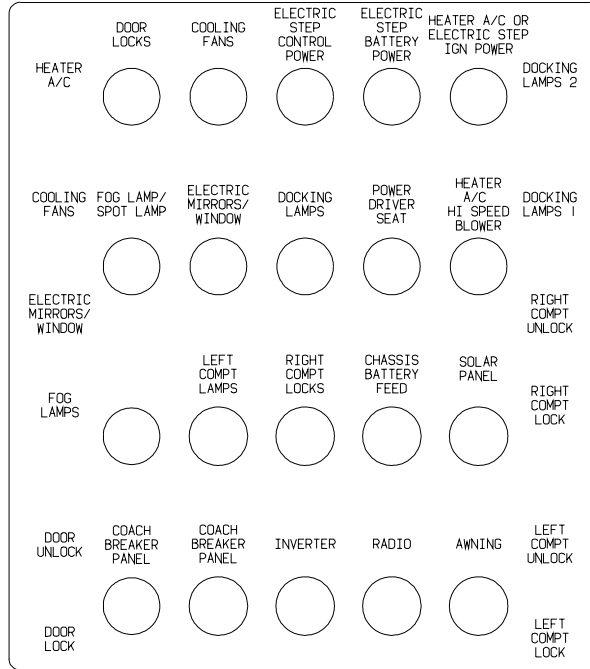 DOOR
LOCKS
COOLING
FANS
ELECTRIC
STEP
CONTROL
POWER
ELECTRIC
STEP
BATTERY
POWER
HEATER A/C OR
ELECTRIC STEP
IGN POWER
HEATER
A/C
DOCKING
LAMPS 2
COOLING
FANS
FOG LAMP/
SPOT LAMP
ELECTRIC
MIRRORS/
WINDOW
DOCKING
LAMPS
POWER
DRIVER
SEAT
HEATER
A/C
HI SPEED
BLOWER
DOCKING
LAMPS 1
ELECTRIC
MIRRORS/
WINDOW
RIGHT
COMPT
UNLOCK
LEFT
COMPT
LAMPS
RIGHT
COMPT
LOCKS
CHASSIS
BATTERY
FEED
SOLAR
PANEL
FOG
LAMPS
RIGHT
COMPT
LOCK
DOOR
UNLOCK
COACH
BREAKER
PANEL
COACH
BREAKER
PANEL
INVERTER
RADIO
AWNING
LEFT
COMPT
UNLOCK
DOOR
LOCK
LEFT
COMPT
LOCK